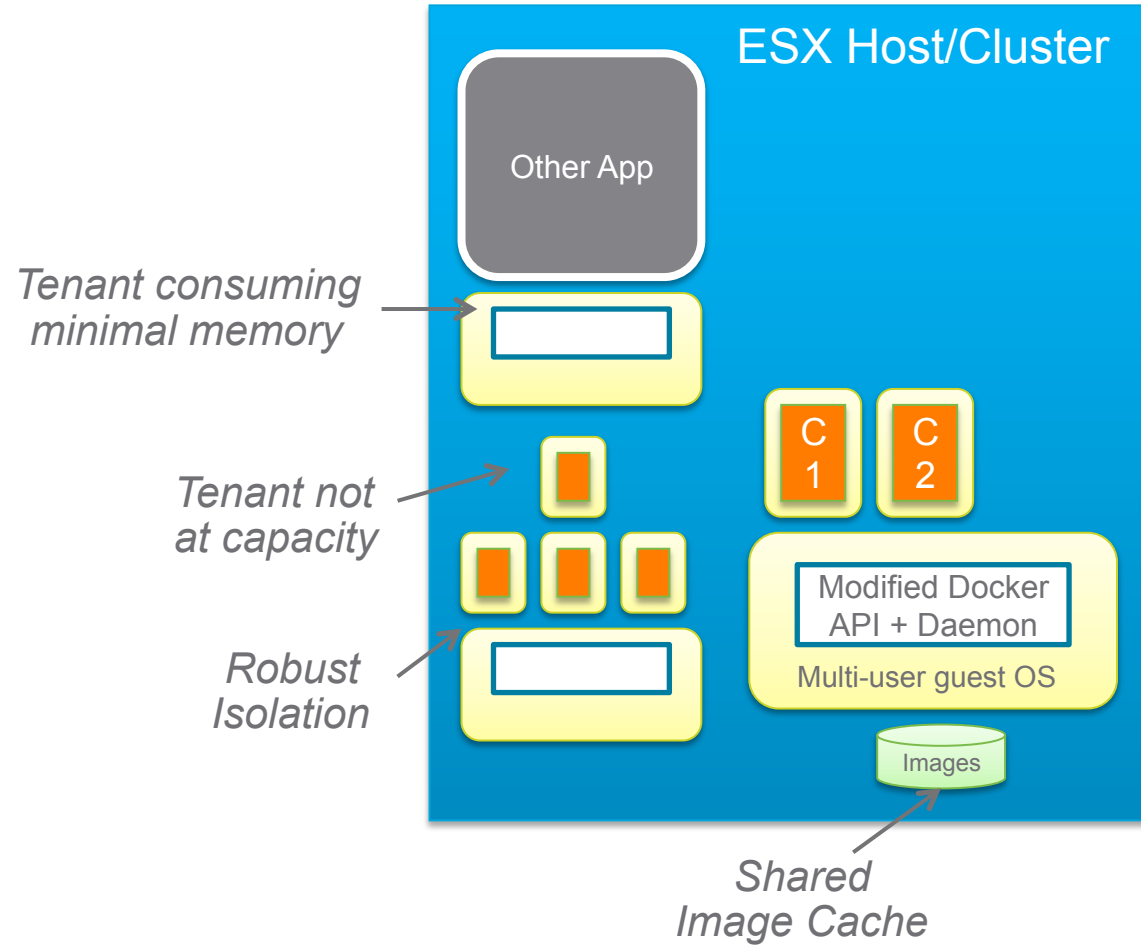 ESX Host/Cluster
Other App
Tenant consuming
minimal memory
C
1
C
2
Tenant not
at capacity
Modified Docker
API + Daemon
Multi-user guest OS
Robust
Isolation
Images
Shared
Image Cache